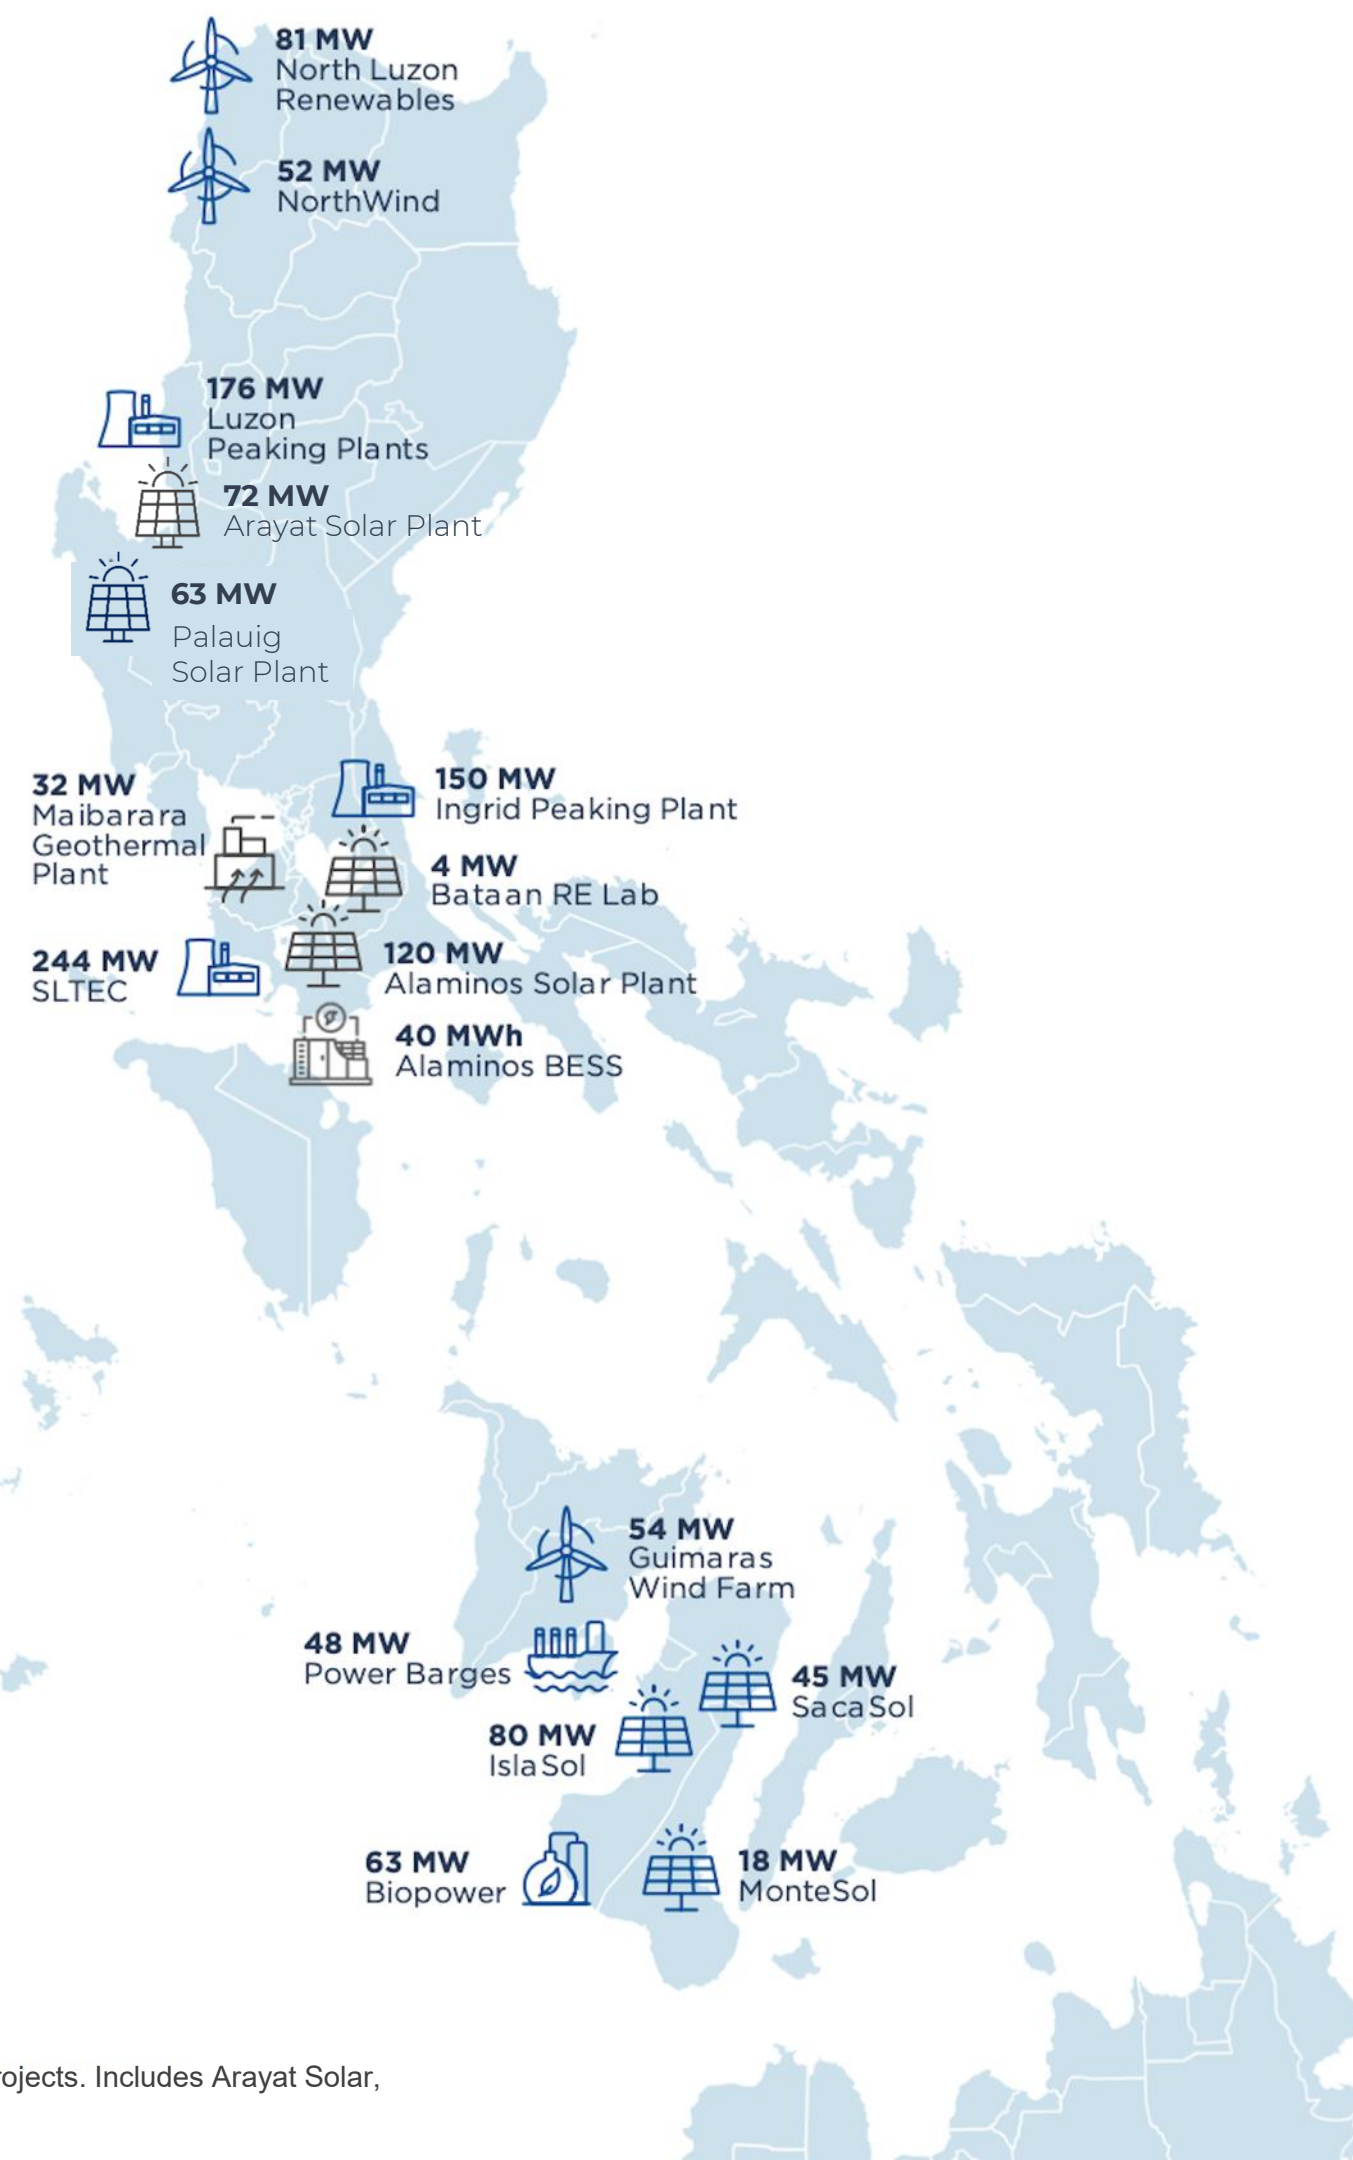 81 MW
North Luzon
Renewables
52 MW
NorthWind
176 MW
Luzon
Peaking Plants
72 MW
Arayat Solar Plant
63 MW
Palauig
Solar Plant
32 MW
Maibarara
Geothermal
Plant
150 MW
Ingrid Peaking Plant
4 MW
Bataan RE Lab
244 MW
SLTEC
120 MW
Alaminos Solar Plant
40 MWh
Alaminos BESS
54 MW
Guimaras
Wind Farm
48 MW
Power Barges
45 MW
SacaSol
80 MW
IslaSol
63 MW
Biopower
18 MW
MonteSol
ojects. Includes Arayat Solar,